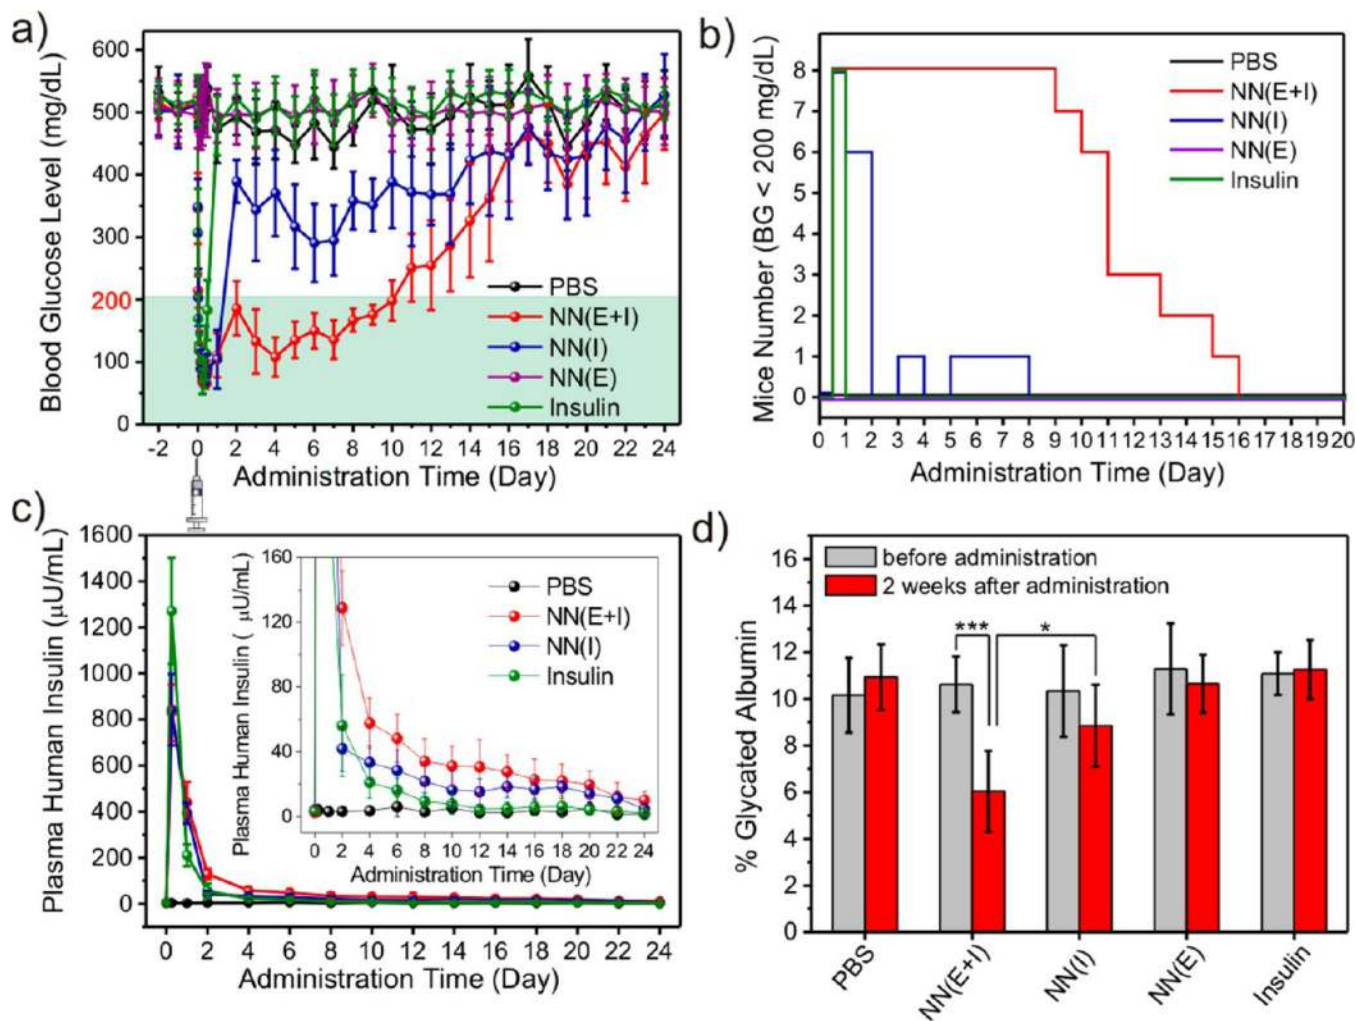 a)
Blood Glucose Level (mg/dL)
600
500
400
300
200
100
0
-2 0 2 4 6 8 10 12 14 16 18 20 22 24
Administration Time (Day)
PBS
NN(E+I)
NN(I)
NN(E)
Insulin
b)
Mice Number (BG < 200 mg/dL)
8
7
6
5
4
3
2
1
0
0 1 2 3 4 5 6 7 8 9 10 11 12 13 14 15 16 17 18 19 20
Administration Time (Day)
PBS
NN(E+I)
NN(I)
NN(E)
Insulin
c)
Plasma Human Insulin (μU/mL)
1600
1400
1200
1000
800
600
400
200
0
0 2 4 6 8 10 12 14 16 18 20 22 24
Administration Time (Day)
Plasma Human Insulin ( μU/mL)
160
120
80
40
0
0 2 4 6 8 10 12 14 16 18 20 22 24
Administration Time (Day)
PBS
NN(E+I)
NN(I)
Insulin
d)
% Glycated Albumin
16
14
12
10
8
6
4
2
0
before administration
2 weeks after administration
***
*
PBS
NN(E+I)
NN(I)
NN(E)
Insulin